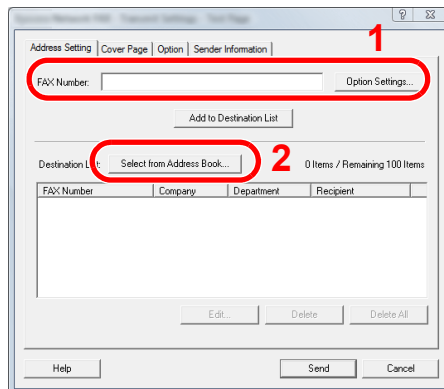 1
Address Setting Cover Page Option Sender Information
FAX Number: Option Settings...
Add to Destination List
Destination List: Select from Address Book... 2 0 Items / Remaining 100 Items
FAX Number Company Department Recipient
Edit... Delete Delete All
Help Send Cancel